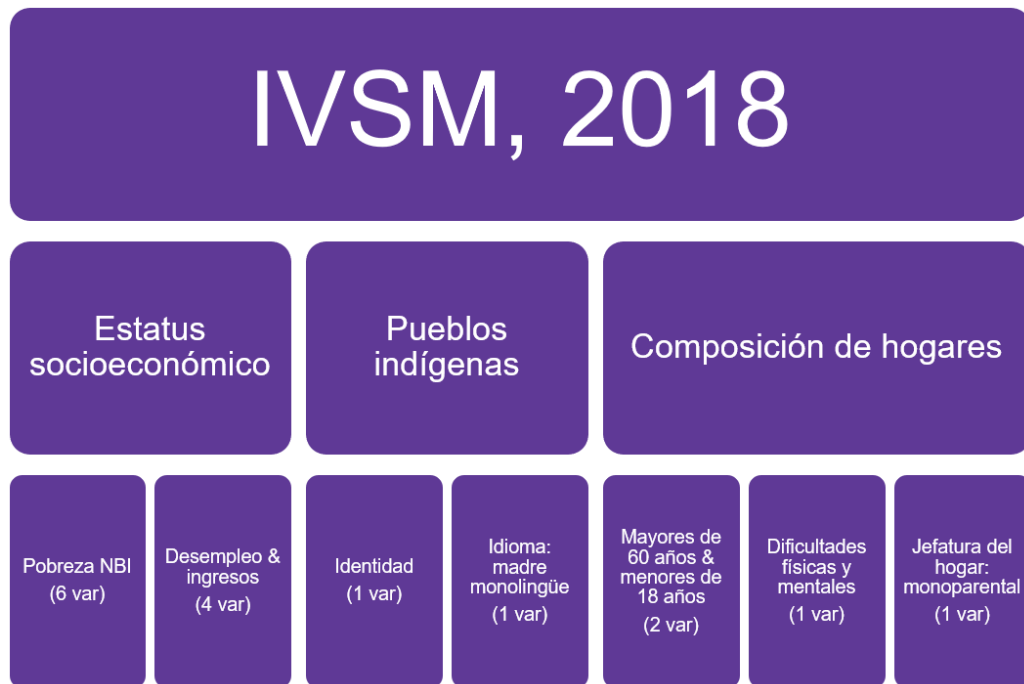 IVSM, 2018
Estatus
socioeconómico
Pueblos
indígenas
Composición de hogares
Pobreza NBI
(6 var)
Desempleo &
ingresos
(4 var)
Identidad
(1 var)
Idioma:
madre
monolingüe
(1 var)
Mayores de
60 años &
menores de
18 años
(2 var)
Dificultades
físicas y
mentales
(1 var)
Jefatura del
hogar:
monoparental
(1 var)